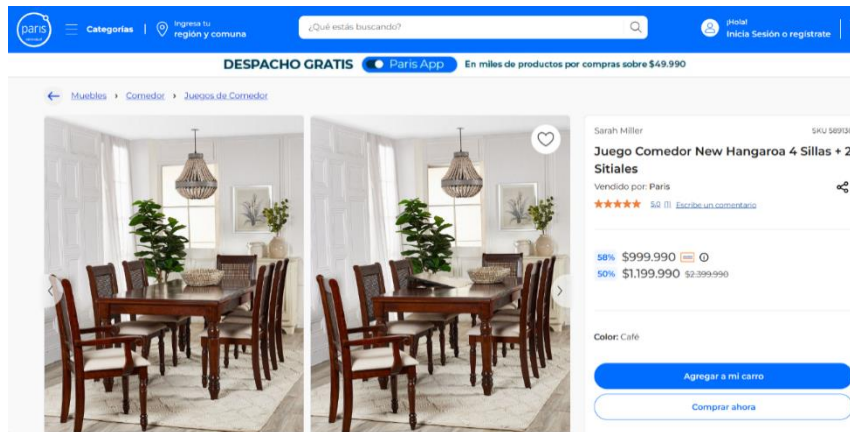 paris
Categorías
Ingresa tu
región y comuna
¿Qué estás buscando?
¡Hola!
Inicia Sesión o regístrate
DESPACHO GRATIS Paris App En miles de productos por compras sobre $49.990
Muebles › Comedor › Juegos de Comedor
Sarah Miller
SKU
Juego Comedor New Hangaroa 4 Sillas + 2
Sitiales
Vendido por: Paris
5.0 (1) Escribe un comentario
58% $999.990
50% $1.199.990 $2.399.990
Color: Café
Agregar a mi carro
Comprar ahora